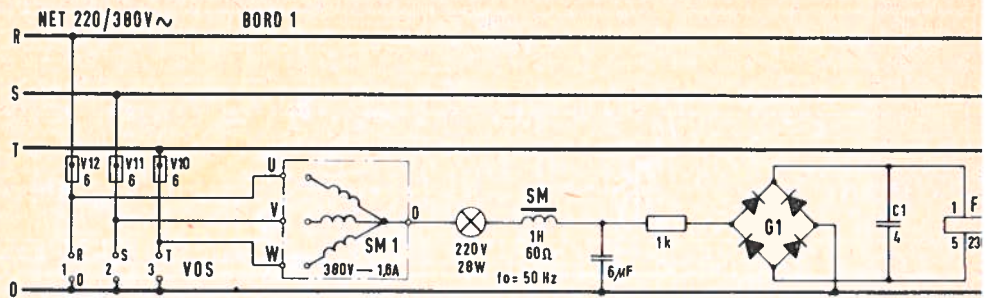 NET 220/380V~ BORD 1
R
S
T
V12 V11 V10
6 6 6
U
V
W
0
SM 1
380V — 1,6A
R S T
1 2 3 VOS
0
0
220V
28W
SM
1H
60Ω
fo= 50 Hz
6µF
1k
G1
C1
4
1 F
5 23